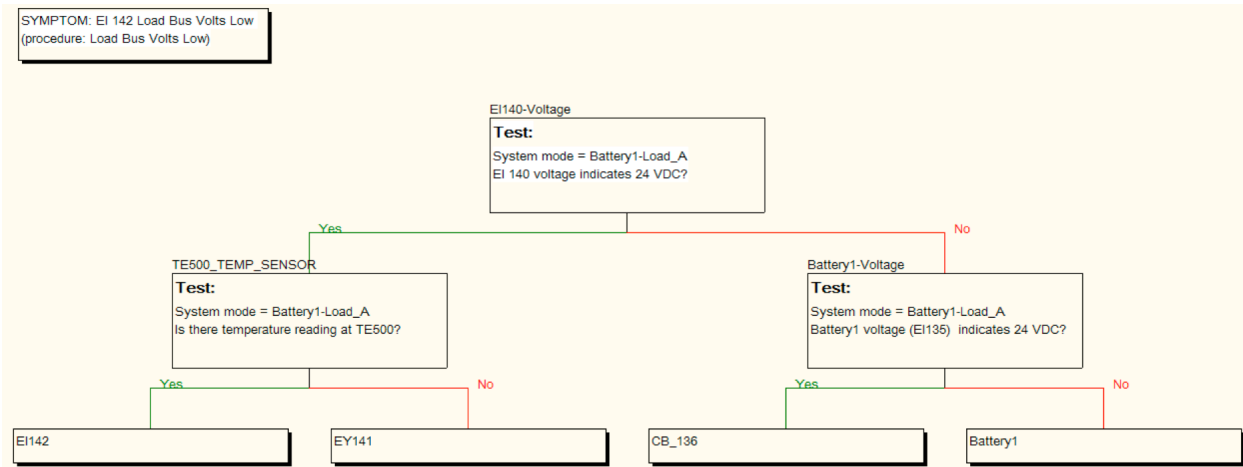 SYMPTOM: EI 142 Load Bus Volts Low
(procedure: Load Bus Volts Low)
EI140-Voltage
Test:
System mode = Battery1-Load_A
EI 140 voltage indicates 24 VDC?
Yes
No
TE500_TEMP_SENSOR
Test:
System mode = Battery1-Load_A
Is there temperature reading at TE500?
Battery1-Voltage
Test:
System mode = Battery1-Load_A
Battery1 voltage (EI135) indicates 24 VDC?
Yes
No
Yes
No
EI142
EY141
CB_136
Battery1